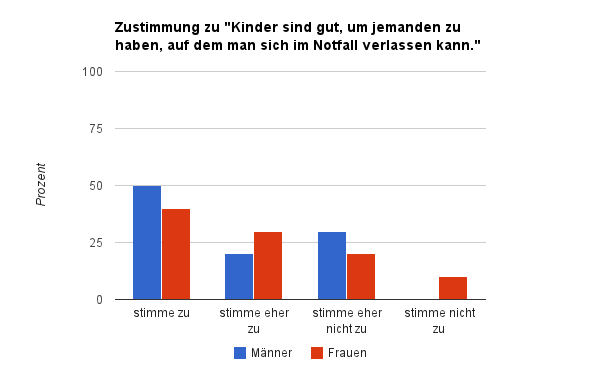 Zustimmung zu "Kinder sind gut, um jemanden zu
haben, auf dem man sich im Notfall verlassen kann."
100
75
50
25
0
Prozent
stimme zu
stimme eher
zu
stimme eher
nicht zu
stimme nicht
zu
Männer
Frauen